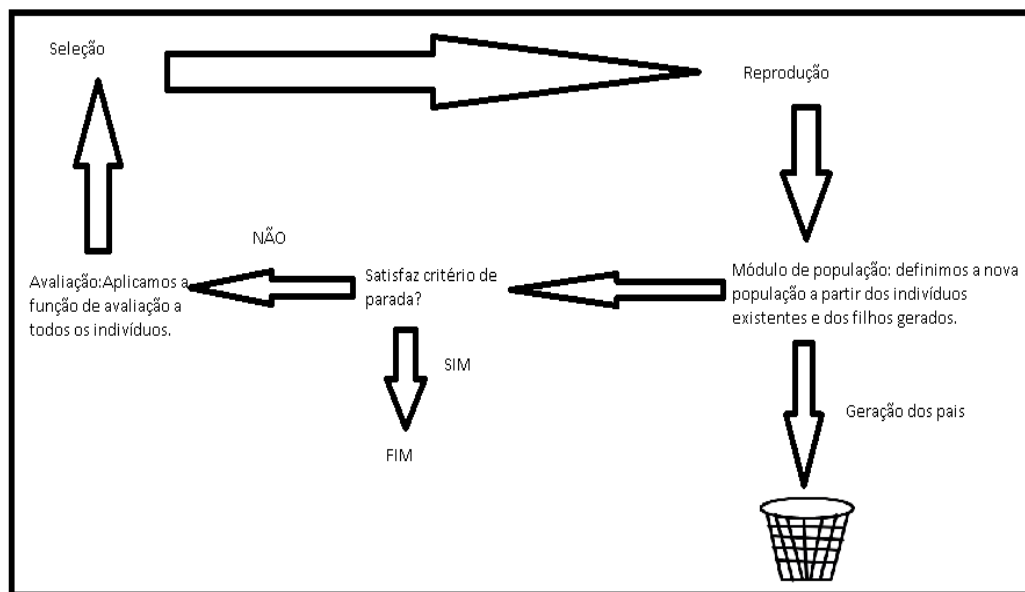 Seleção
Reprodução
NÃO
Avaliação:Aplicamos a
função de avaliação a
todos os indivíduos.
Satisfaz critério de
parada?
Módulo de população: definimos a nova
população a partir dos indivíduos
existentes e dos filhos gerados.
SIM
FIM
Geração dos pais